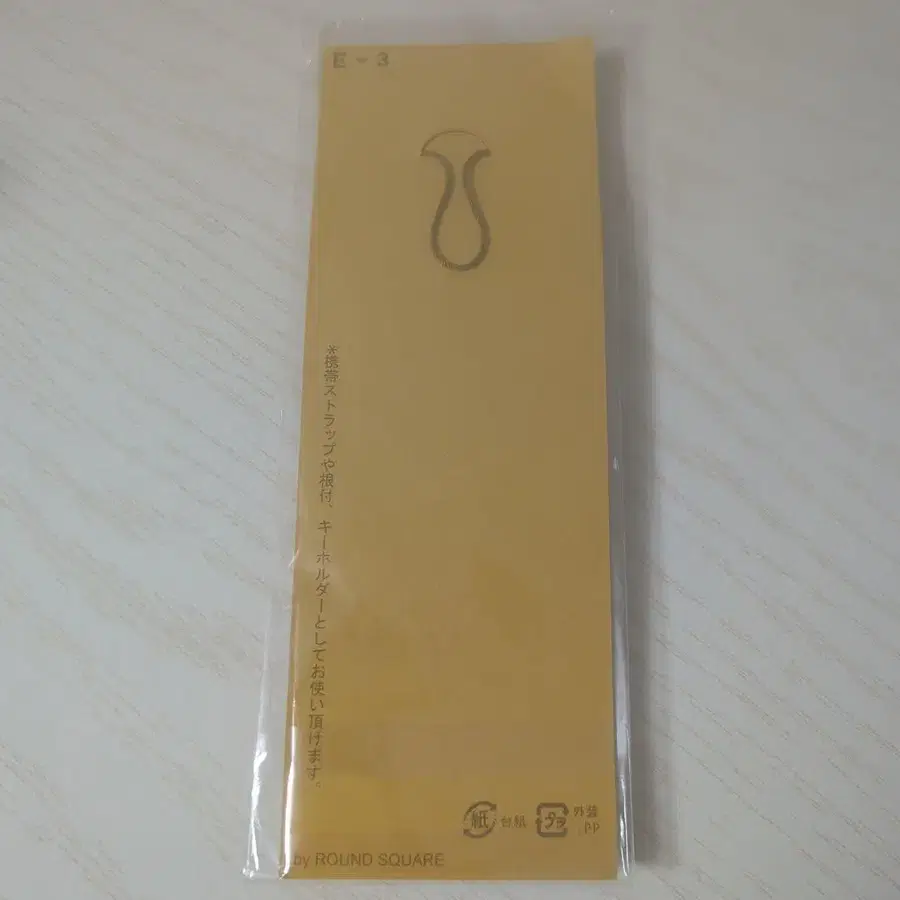 E - 3
※携帯ストラップや根付、キーホルダーとしてお使い頂けます。
紙 台紙
プラ 外装
PP
by ROUND SQUARE